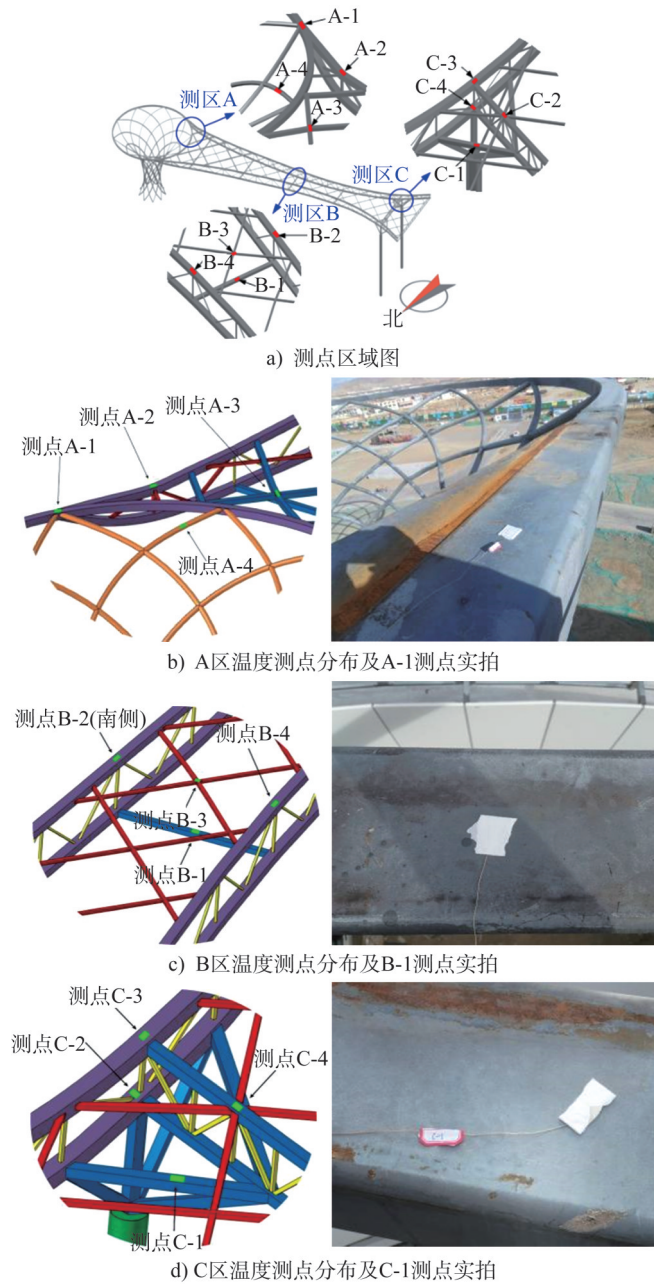 A-1
A-2
A-4
A-3
测区A
C-3
C-4
C-2
C-1
测区C
测区B
B-2
B-3
B-4
B-1
北
a) 测点区域图
测点A-3
测点A-2
测点A-1
测点A-4
b) A区温度测点分布及A-1测点实拍
测点B-2(南侧)
测点B-4
测点B-3
测点B-1
c) B区温度测点分布及B-1测点实拍
测点C-3
测点C-2
测点C-4
测点C-1
C-1
d) C区温度测点分布及C-1测点实拍